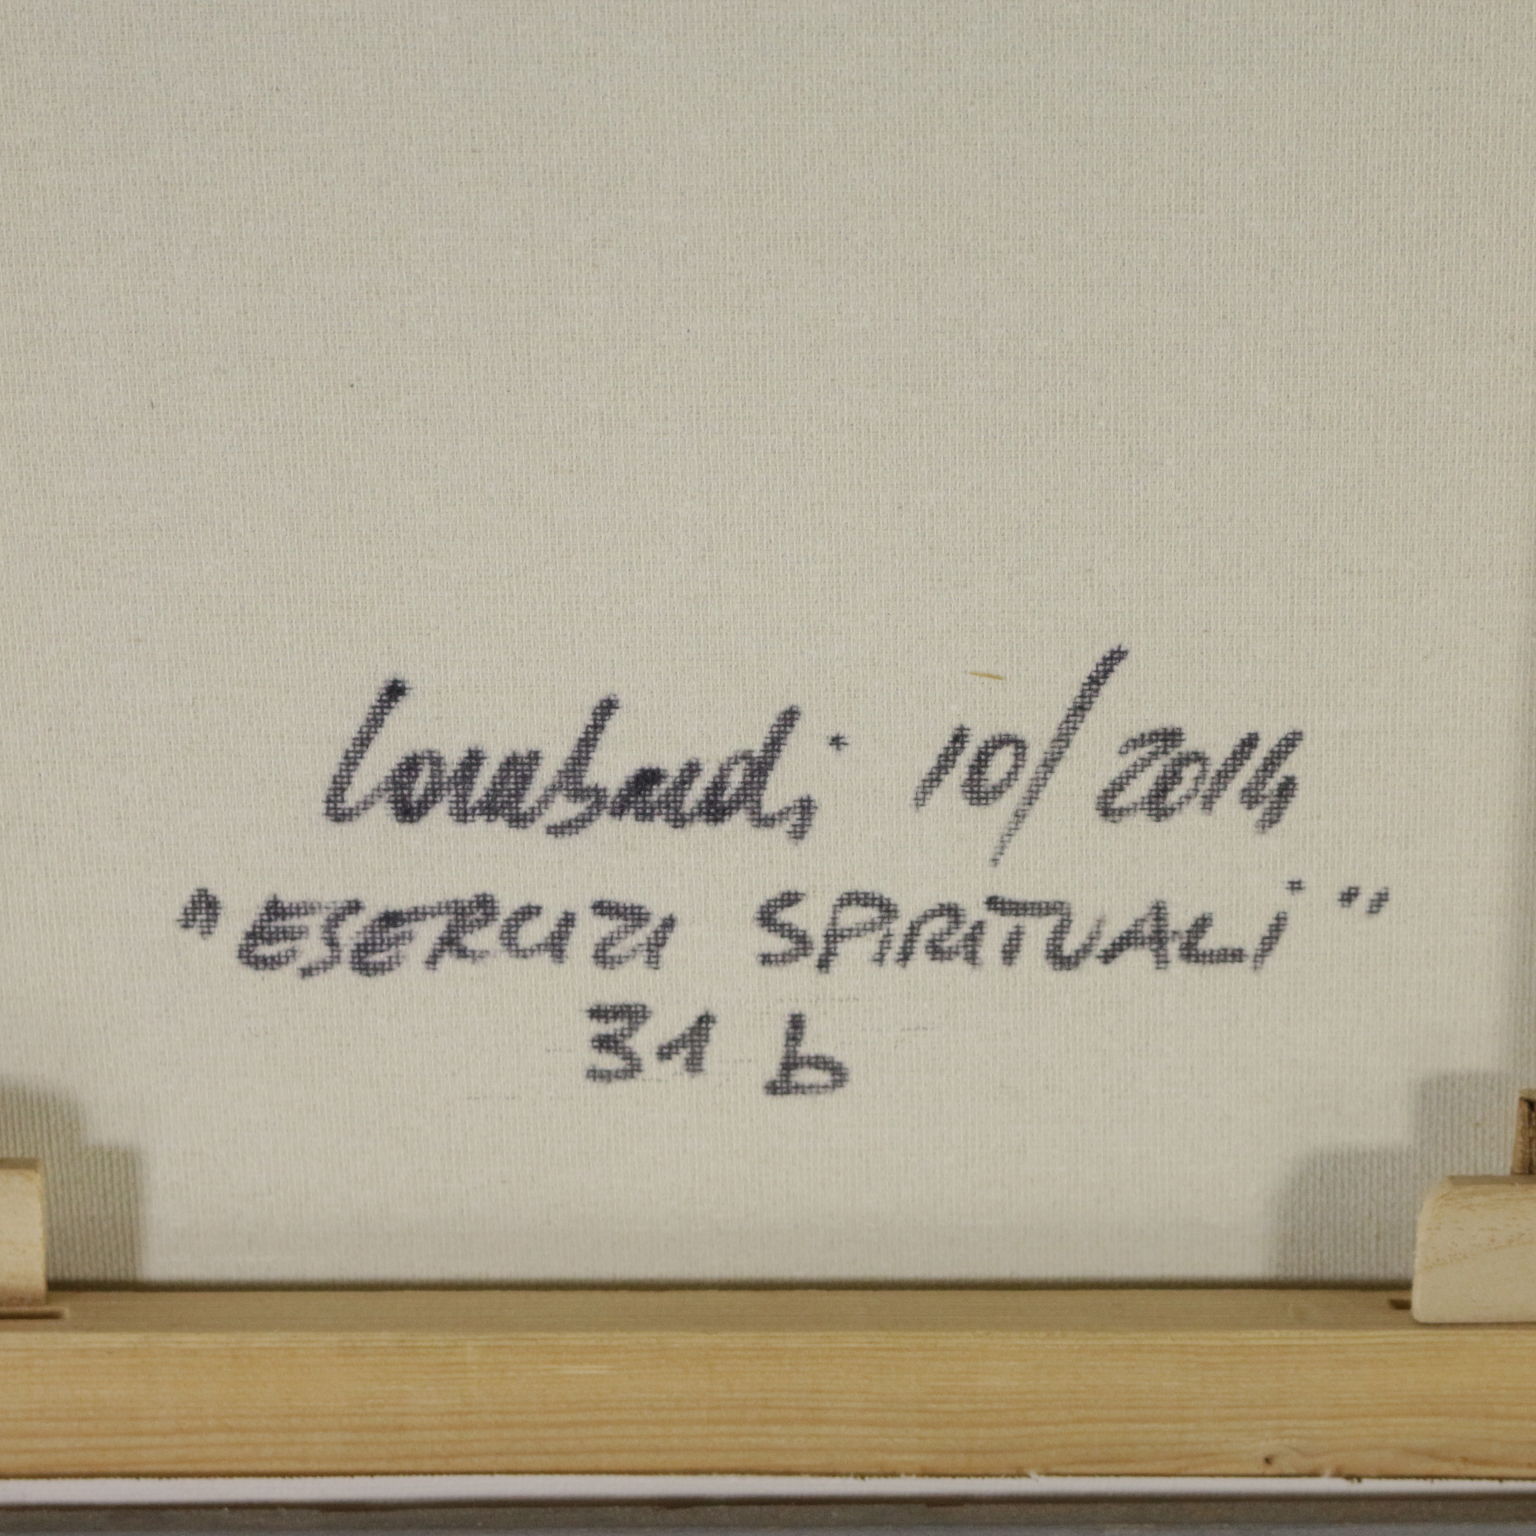 Lombardi 10/2014
"ESERCIZI SPIRITUALI"
31 b